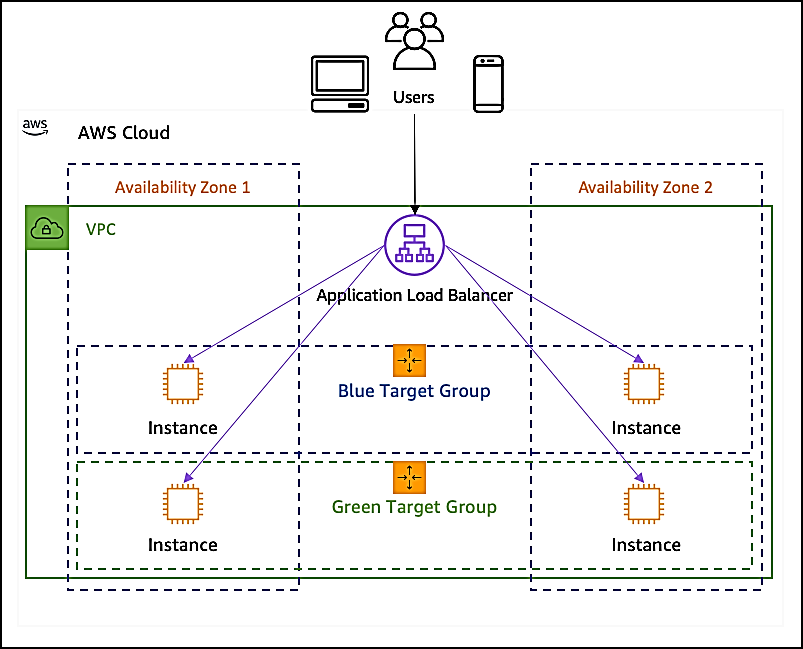 Users
aws
AWS Cloud
Availability Zone 1
Availability Zone 2
VPC
Application Load Balancer
Blue Target Group
Instance
Instance
Green Target Group
Instance
Instance